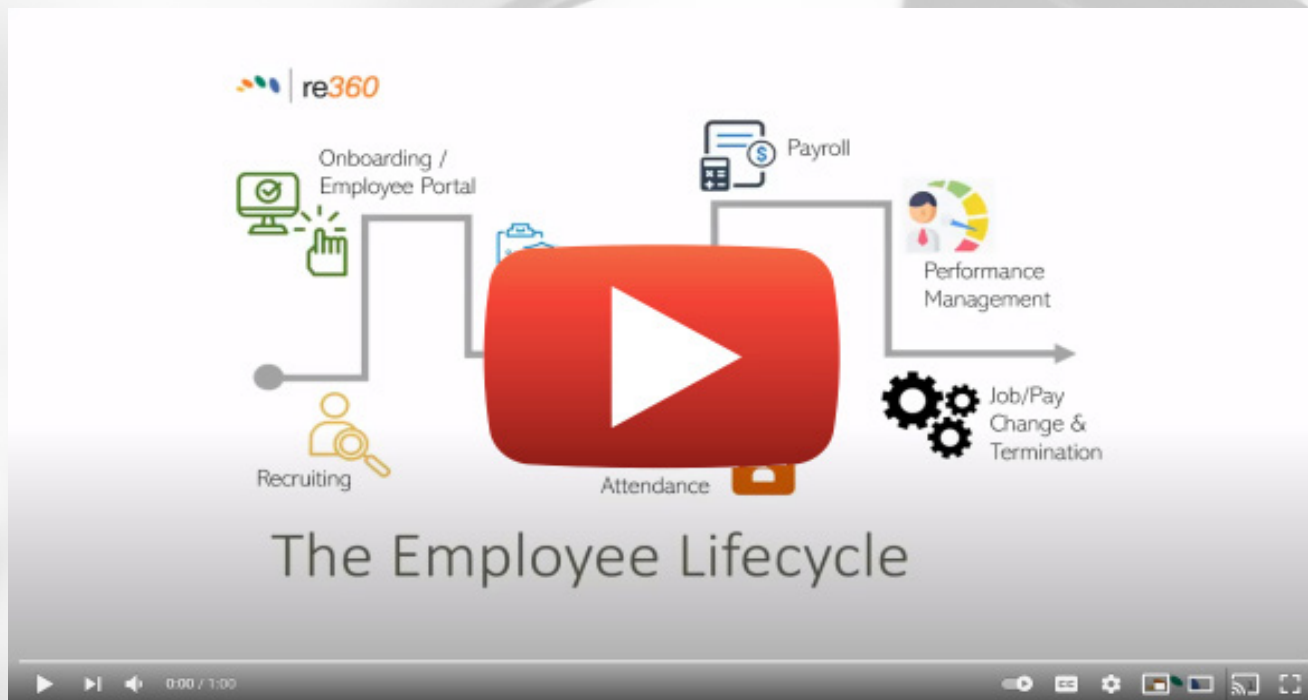 re360
Onboarding /
Employee Portal
Payroll
Performance
Management
Job/Pay
Change &
Termination
Recruiting
Attendance
The Employee Lifecycle
0:00 / 1:00
CC